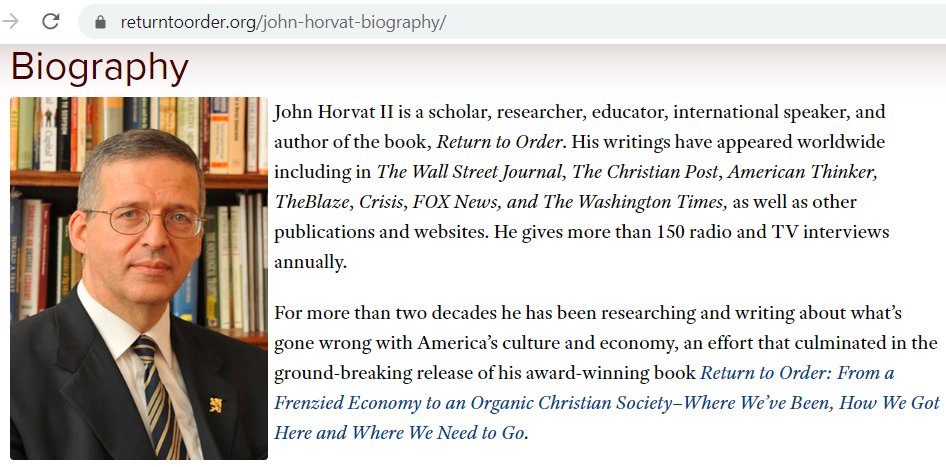 returntoorder.org/john-horvat-biography/
Biography
John Horvat II is a scholar, researcher, educator, international speaker, and
author of the book, Return to Order. His writings have appeared worldwide
including in The Wall Street Journal, The Christian Post, American Thinker,
TheBlaze, Crisis, FOX News, and The Washington Times, as well as other
publications and websites. He gives more than 150 radio and TV interviews
annually.
For more than two decades he has been researching and writing about what's
gone wrong with America's culture and economy, an effort that culminated in the
ground-breaking release of his award-winning book Return to Order: From a
Frenzied Economy to an Organic Christian Society–Where We've Been, How We Got
Here and Where We Need to Go.